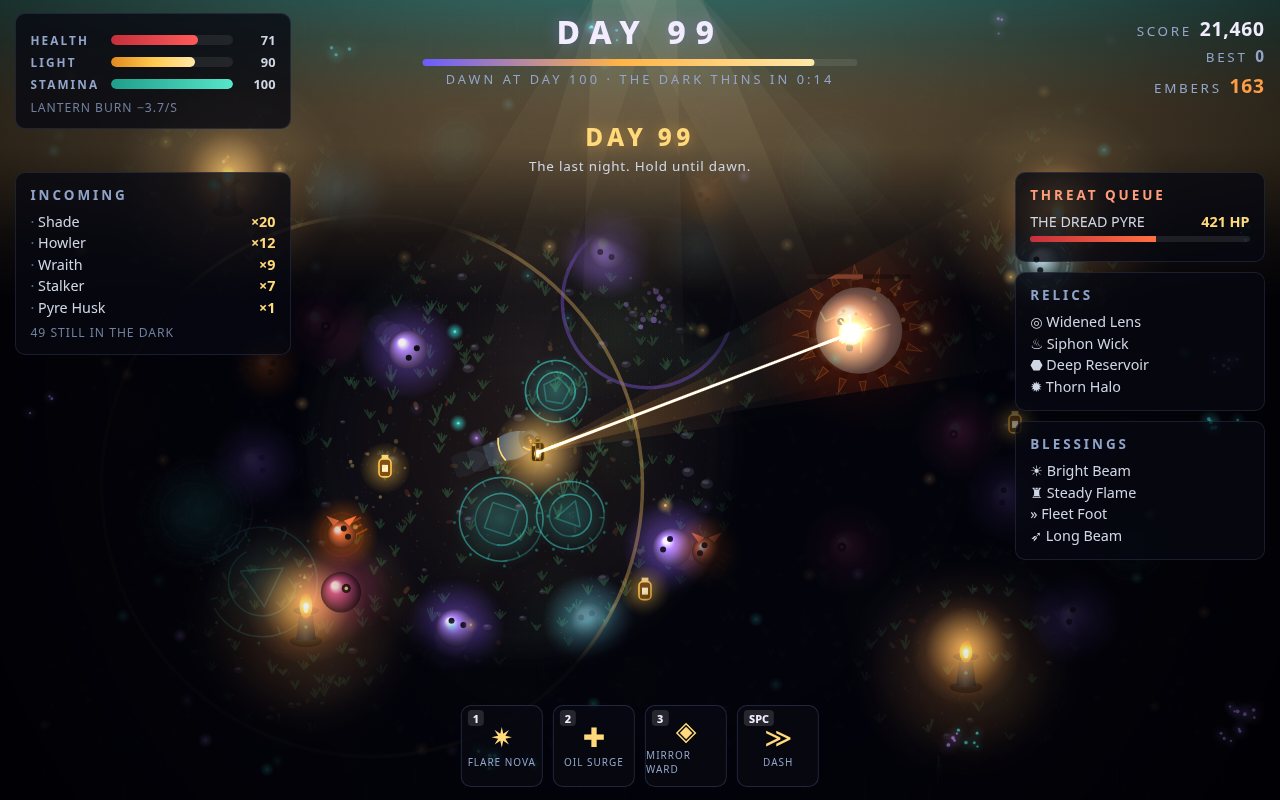 HEALTH 71
LIGHT 90
STAMINA 100
LANTERN BURN −3.7/S
DAY 99
DAWN AT DAY 100 · THE DARK THINS IN 0:14
SCORE 21,460
BEST 0
EMBERS 163
DAY 99
The last night. Hold until dawn.
INCOMING
· Shade ×20
· Howler ×12
· Wraith ×9
· Stalker ×7
· Pyre Husk ×1
49 STILL IN THE DARK
THREAT QUEUE
THE DREAD PYRE 421 HP
RELICS
◎ Widened Lens
♨ Siphon Wick
⬣ Deep Reservoir
✹ Thorn Halo
BLESSINGS
☀ Bright Beam
♜ Steady Flame
» Fleet Foot
➶ Long Beam
1
FLARE NOVA
2
OIL SURGE
3
MIRROR
WARD
SPC
DASH